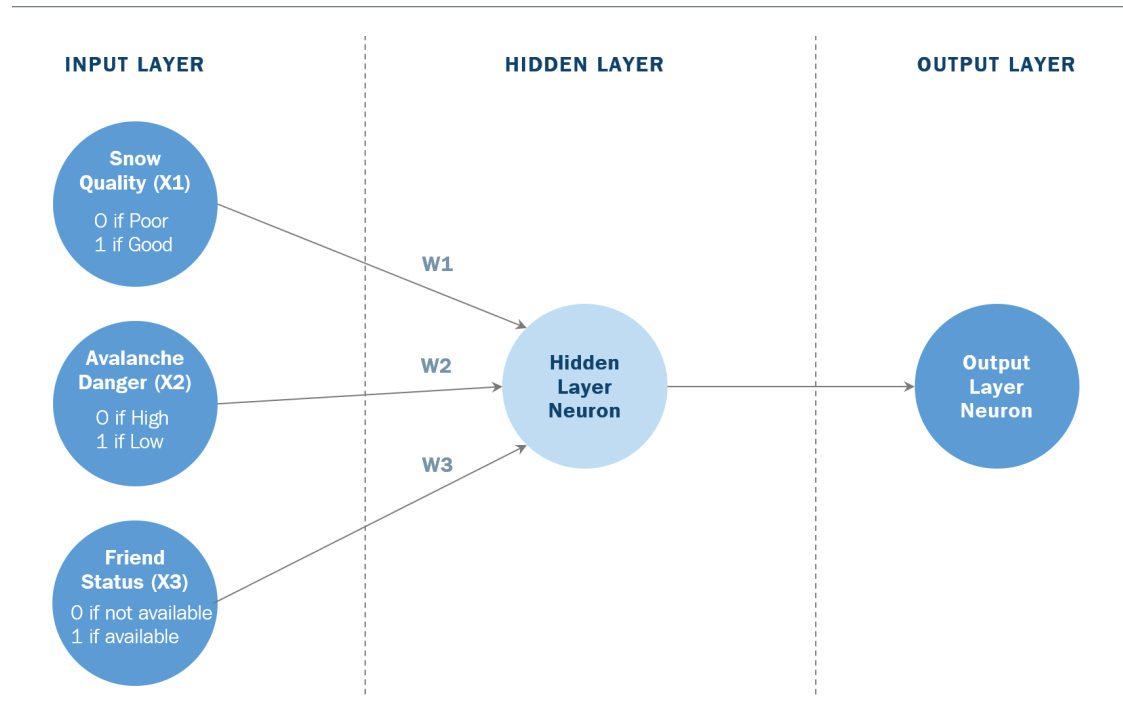 INPUT LAYER
HIDDEN LAYER
OUTPUT LAYER
Snow
Quality (X1)
0 if Poor
1 if Good
W1
Avalanche
Danger (X2)
0 if High
1 if Low
W2
Hidden
Layer
Neuron
Output
Layer
Neuron
W3
Friend
Status (X3)
0 if not available
1 if available